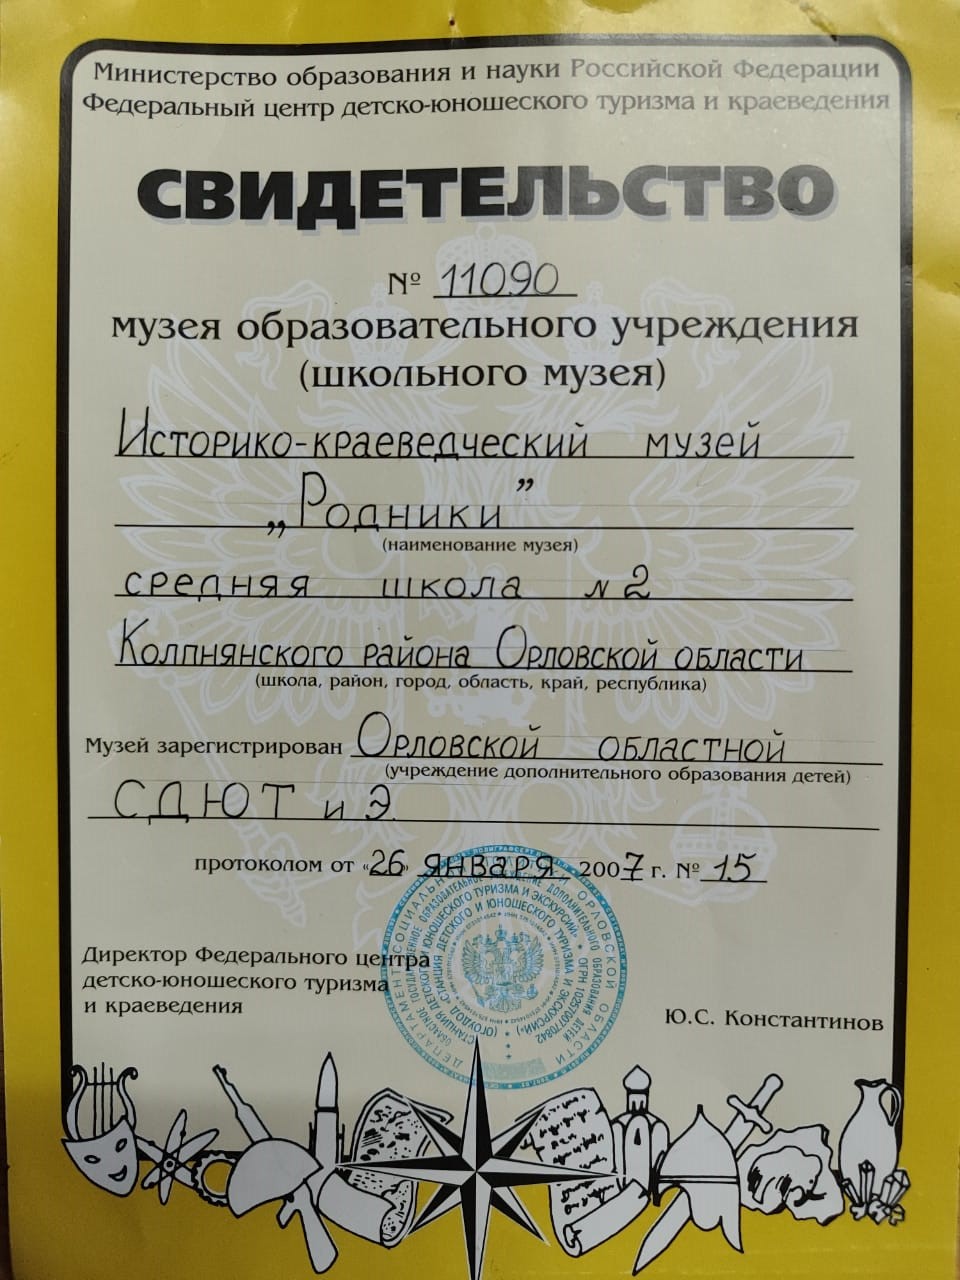 Министерство образования и науки Российской Федерации
Федеральный центр детско-юношеского туризма и краеведения
СВИДЕТЕЛЬСТВО
№ 11090
музея образовательного учреждения
(школьного музея)
Историко-краеведческий музей
„Родники”
(наименование музея)
средняя школа №2
Колпнянского района Орловской области
(школа, район, город, область, край, республика)
Музей зарегистрирован Орловской областной
(учреждение дополнительного образования детей)
СДЮТ и Э.
протоколом от «26» января 2007 г. № 15
Директор Федерального центра
детско-юношеского туризма
и краеведения
Ю.С. Константинов